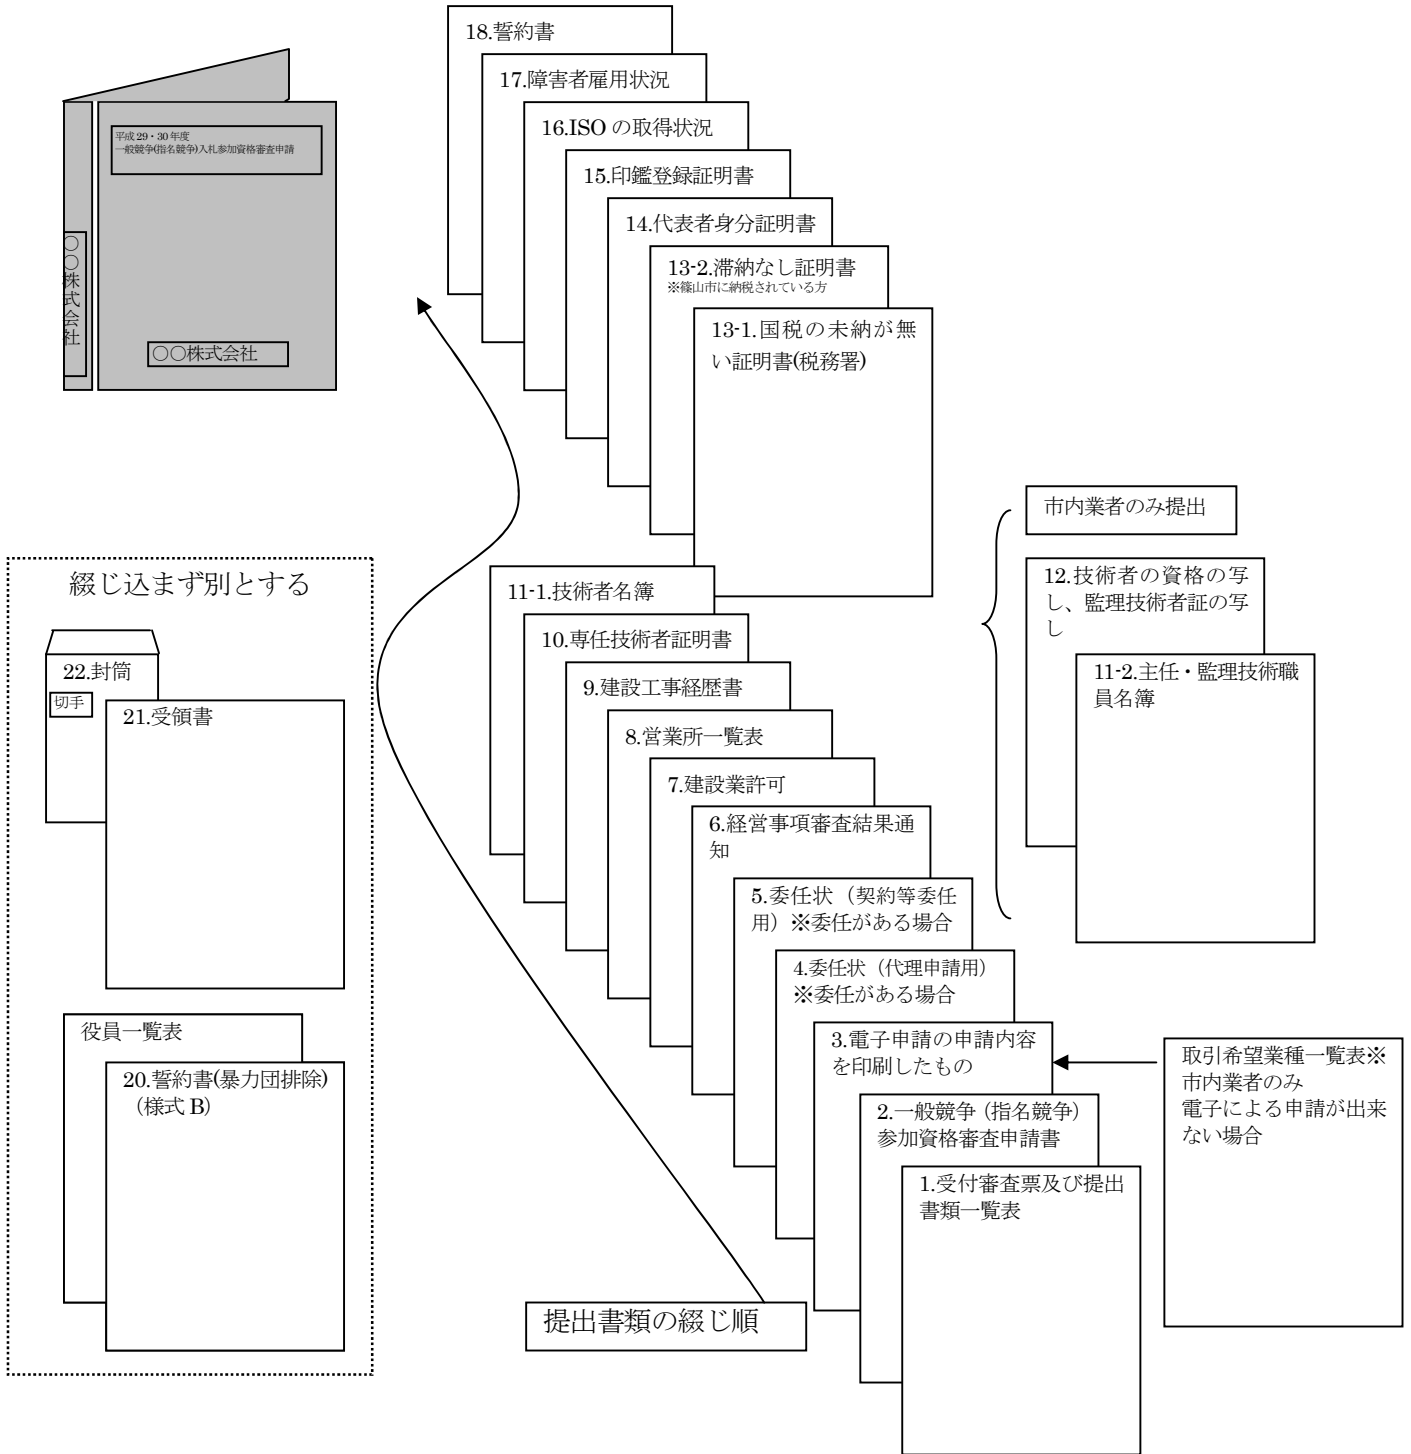 18.誓約書
17.障害者雇用状況
16.ISO の取得状況
15.印鑑登録証明書
14.代表者身分証明書
13-2.滞納なし証明書
※篠山市に納税されている方
13-1.国税の未納が無
い証明書(税務署)
平成 29・30 年度
一般競争(指名競争)入札参加資格審査申請
〇〇株式会社
〇〇株式会社
市内業者のみ提出
12.技術者の資格の写
し、監理技術者証の写
し
11-2.主任・監理技術職
員名簿
11-1.技術者名簿
10.専任技術者証明書
9.建設工事経歴書
8.営業所一覧表
7.建設業許可
6.経営事項審査結果通
知
5.委任状（契約等委任
用）※委任がある場合
4.委任状（代理申請用）
※委任がある場合
3.電子申請の申請内容
を印刷したもの
2.一般競争（指名競争）
参加資格審査申請書
1.受付審査票及び提出
書類一覧表
取引希望業種一覧表※
市内業者のみ
電子による申請が出来
ない場合
綴じ込まず別とする
22.封筒
切手
21.受領書
役員一覧表
20.誓約書(暴力団排除)
（様式 B）
提出書類の綴じ順